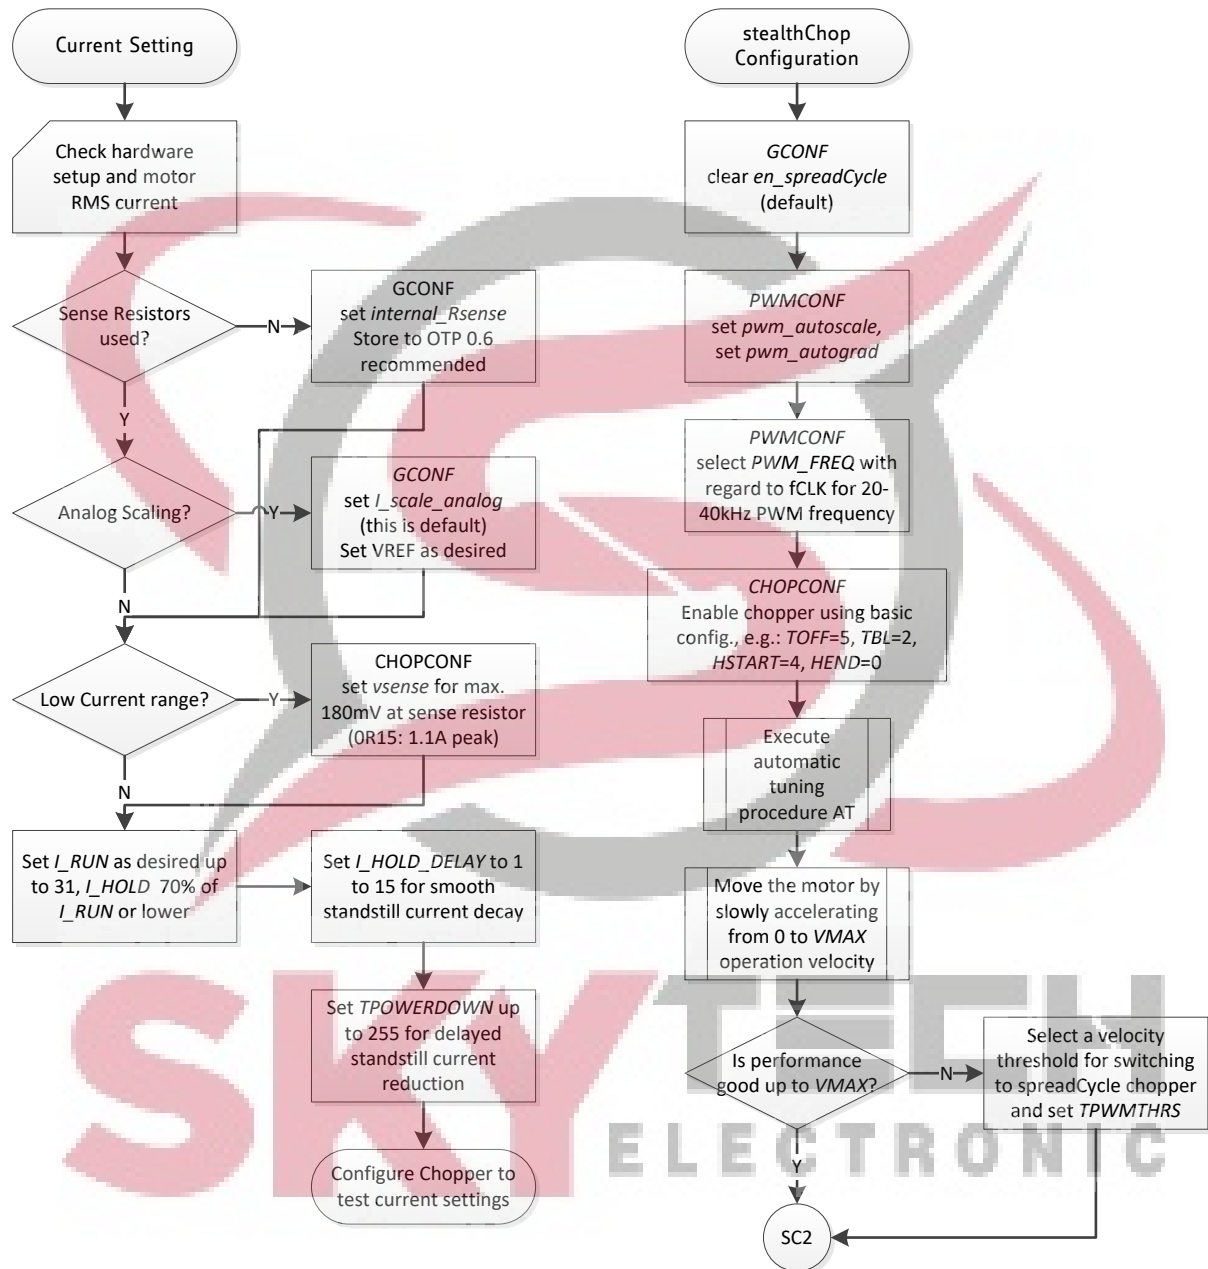 Current Setting
Check hardware
setup and motor
RMS current
Sense Resistors
used?
N
GCONF
set internal_Rsense
Store to OTP 0.6
recommended
Y
Analog Scaling?
Y
GCONF
set I_scale_analog
(this is default)
Set VREF as desired
N
Low Current range?
Y
CHOPCONF
set vsense for max.
180mV at sense resistor
(0R15: 1.1A peak)
N
Set I_RUN as desired up
to 31, I_HOLD 70% of
I_RUN or lower
Set I_HOLD_DELAY to 1
to 15 for smooth
standstill current decay
Set TPOWERDOWN up
to 255 for delayed
standstill current
reduction
Configure Chopper to
test current settings
stealthChop
Configuration
GCONF
clear en_spreadCycle
(default)
PWMCONF
set pwm_autoscale,
set pwm_autograd
PWMCONF
select PWM_FREQ with
regard to fCLK for 20-
40kHz PWM frequency
CHOPCONF
Enable chopper using basic
config., e.g.: TOFF=5, TBL=2,
HSTART=4, HEND=0
Execute
automatic
tuning
procedure AT
Move the motor by
slowly accelerating
from 0 to VMAX
operation velocity
Is performance
good up to VMAX?
N
Select a velocity
threshold for switching
to spreadCycle chopper
and set TPWMTHRS
Y
SC2
SKYTECH
ELECTRONIC